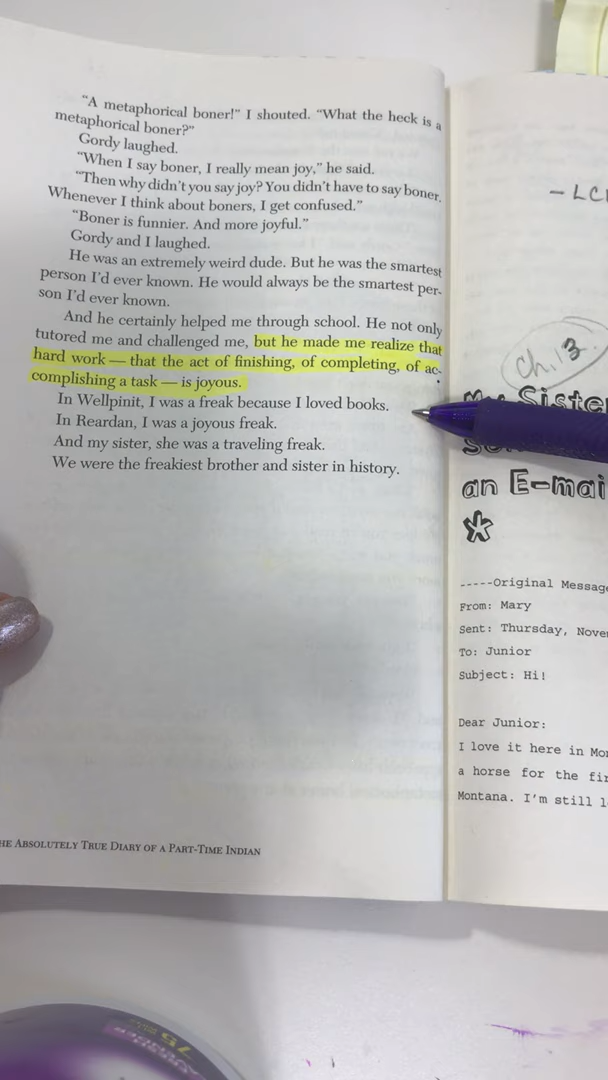 "A metaphorical boner!" I shouted. "What the heck is a
metaphorical boner?"
Gordy laughed.
"When I say boner, I really mean joy," he said.
"Then why didn't you say joy? You didn't have to say boner.
Whenever I think about boners, I get confused."
"Boner is funnier. And more joyful."
Gordy and I laughed.
He was an extremely weird dude. But he was the smartest
person I'd ever known. He would always be the smartest per-
son I'd ever known.
And he certainly helped me through school. He not only
tutored me and challenged me, but he made me realize that
hard work — that the act of finishing, of completing, of ac-
complishing a task — is joyous.
In Wellpinit, I was a freak because I loved books.
In Reardan, I was a joyous freak.
And my sister, she was a traveling freak.
We were the freakiest brother and sister in history.
HE ABSOLUTELY TRUE DIARY OF A PART-TIME INDIAN
ch. 13
Siste
an E-mai
-----Original Messag
From: Mary
Sent: Thursday, Nove
To: Junior
Subject: Hi!
Dear Junior:
I love it here in Mo
a horse for the fir
Montana. I'm still l
75